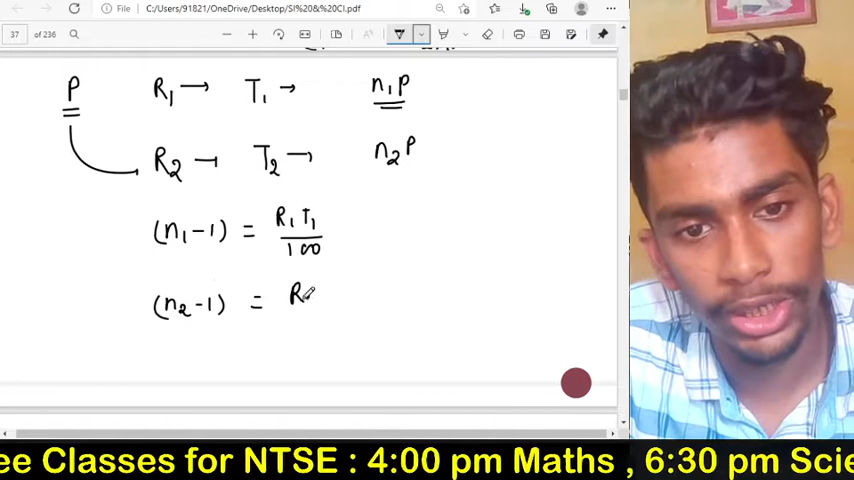 File C:/Users/91821/OneDrive/Desktop/SI%20&%20CI.pdf
37 of 236
P R₁ → T₁ → n₁P
R₂ → T₂ → n₂P
(n₁-1) = R₁T₁/100
(n₂-1) = R
ee Classes for NTSE : 4:00 pm Maths , 6:30 pm Scie